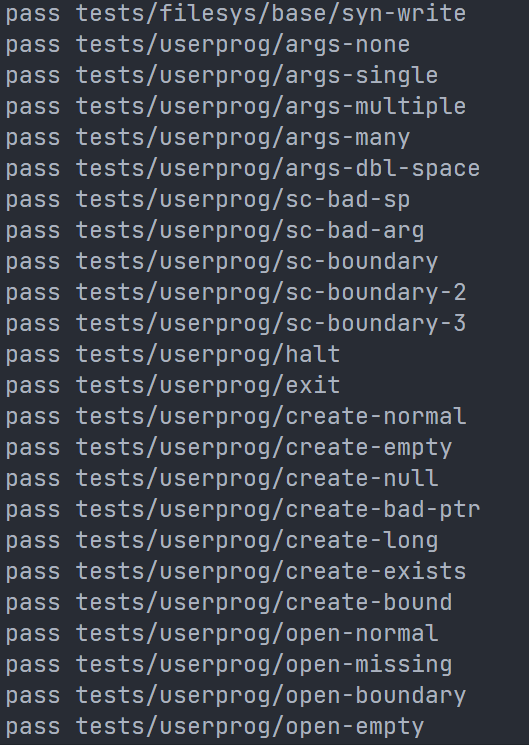 pass tests/filesys/base/syn-write
pass tests/userprog/args-none
pass tests/userprog/args-single
pass tests/userprog/args-multiple
pass tests/userprog/args-many
pass tests/userprog/args-dbl-space
pass tests/userprog/sc-bad-sp
pass tests/userprog/sc-bad-arg
pass tests/userprog/sc-boundary
pass tests/userprog/sc-boundary-2
pass tests/userprog/sc-boundary-3
pass tests/userprog/halt
pass tests/userprog/exit
pass tests/userprog/create-normal
pass tests/userprog/create-empty
pass tests/userprog/create-null
pass tests/userprog/create-bad-ptr
pass tests/userprog/create-long
pass tests/userprog/create-exists
pass tests/userprog/create-bound
pass tests/userprog/open-normal
pass tests/userprog/open-missing
pass tests/userprog/open-boundary
pass tests/userprog/open-empty